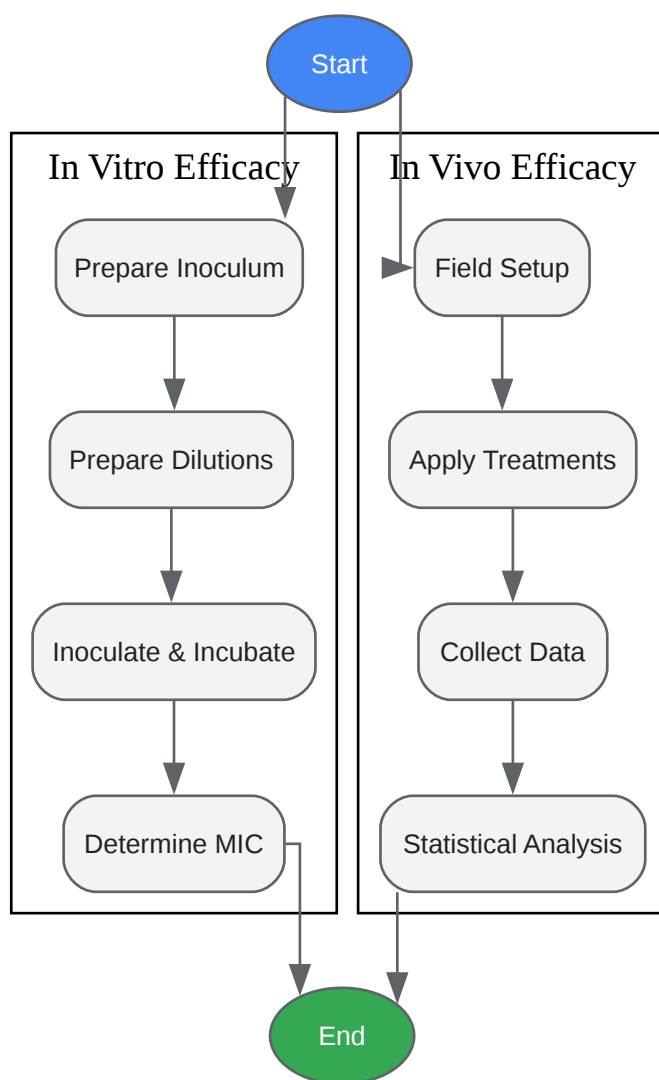 Start
In Vitro Efficacy
Prepare Inoculum
Prepare Dilutions
Inoculate & Incubate
Determine MIC
In Vivo Efficacy
Field Setup
Apply Treatments
Collect Data
Statistical Analysis
End